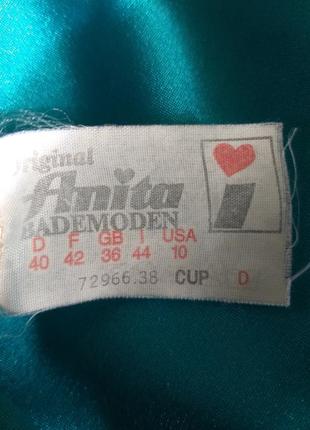 Original
Anita
BADEMODEN
D F GB I USA
40 42 36 44 10
72966.38 CUP D